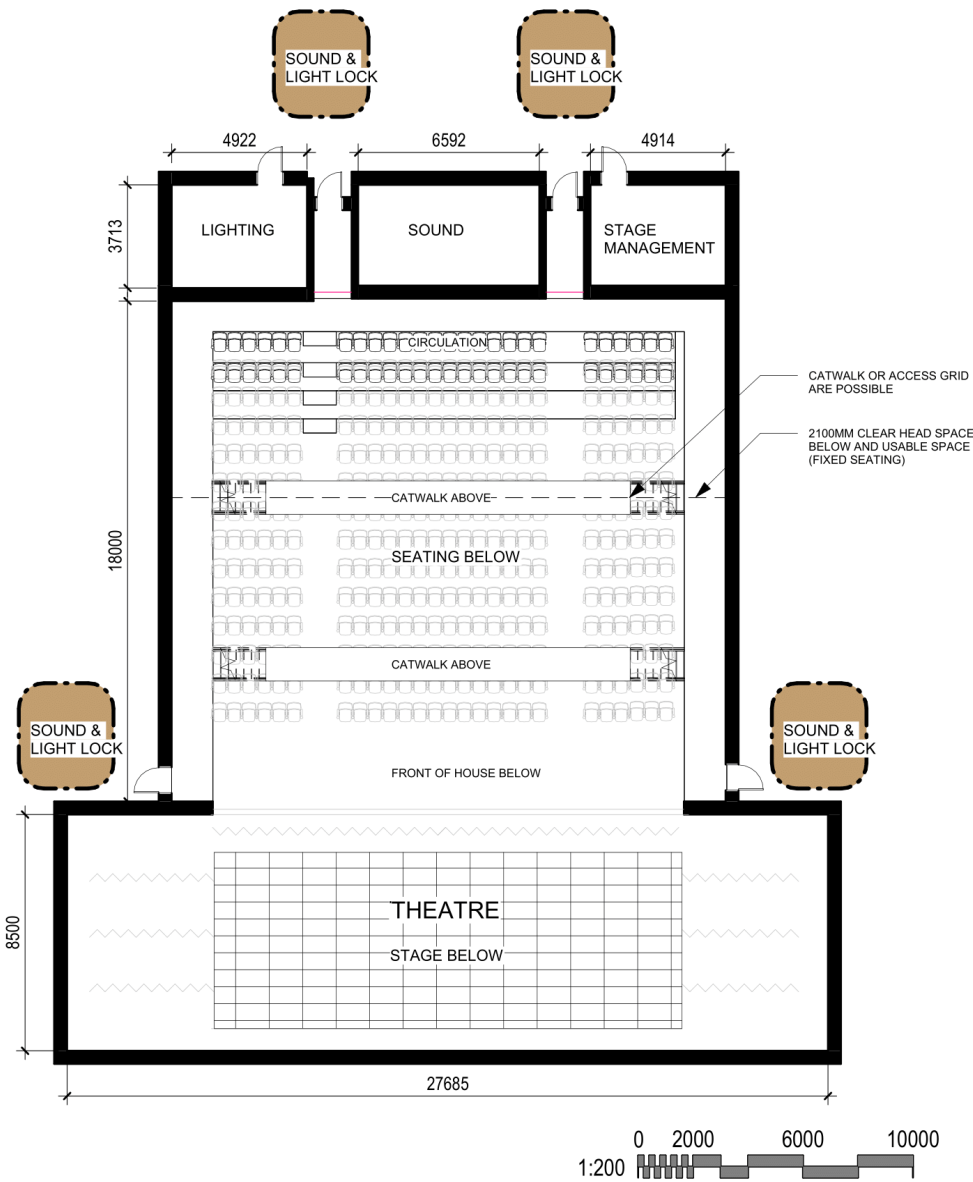 SOUND &
LIGHT LOCK
SOUND &
LIGHT LOCK
4922
6592
4914
3713
LIGHTING
SOUND
STAGE
MANAGEMENT
CIRCULATION
CATWALK OR ACCESS GRID
ARE POSSIBLE
2100MM CLEAR HEAD SPACE
BELOW AND USABLE SPACE
(FIXED SEATING)
CATWALK ABOVE
18000
SEATING BELOW
CATWALK ABOVE
SOUND &
LIGHT LOCK
SOUND &
LIGHT LOCK
FRONT OF HOUSE BELOW
THEATRE
8500
STAGE BELOW
27685
0 2000 6000 10000
1:200